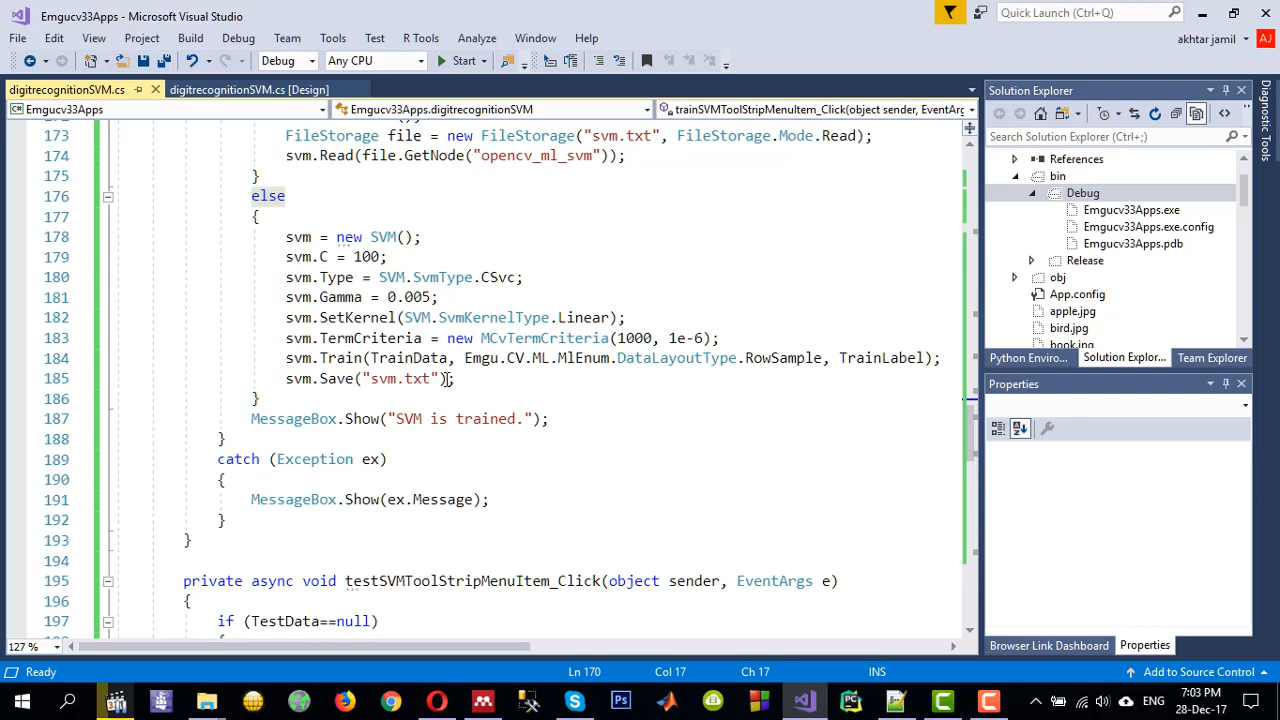 Emgucv33Apps - Microsoft Visual Studio
Quick Launch (Ctrl+Q)
File Edit View Project Build Debug Team Tools Test R Tools Analyze Window Help
akhtar jamil AJ
Debug Any CPU Start
digitrecognitionSVM.cs digitrecognitionSVM.cs [Design]
Emgucv33Apps Emgucv33Apps.digitrecognitionSVM trainSVMToolStripMenuItem_Click(object sender, EventArg
173 FileStorage file = new FileStorage("svm.txt", FileStorage.Mode.Read);
174 svm.Read(file.GetNode("opencv_ml_svm"));
175 }
176 else
177 {
178 svm = new SVM();
179 svm.C = 100;
180 svm.Type = SVM.SvmType.CSvc;
181 svm.Gamma = 0.005;
182 svm.SetKernel(SVM.SvmKernelType.Linear);
183 svm.TermCriteria = new MCvTermCriteria(1000, 1e-6);
184 svm.Train(TrainData, Emgu.CV.ML.MlEnum.DataLayoutType.RowSample, TrainLabel);
185 svm.Save("svm.txt");
186 }
187 MessageBox.Show("SVM is trained.");
188 }
189 catch (Exception ex)
190 {
191 MessageBox.Show(ex.Message);
192 }
193 }
194
195 private async void testSVMToolStripMenuItem_Click(object sender, EventArgs e)
196 {
197 if (TestData==null)
127 %
Solution Explorer
Search Solution Explorer (Ctrl+;)
References
bin
Debug
Emgucv33Apps.exe
Emgucv33Apps.exe.config
Emgucv33Apps.pdb
Release
obj
App.config
apple.jpg
bird.jpg
book.jpg
Python Enviro... Solution Explor... Team Explorer
Properties
Browser Link Dashboard Properties
Diagnostic Tools
Ready Ln 170 Col 17 Ch 17 INS Add to Source Control
ENG 7:03 PM
28-Dec-17